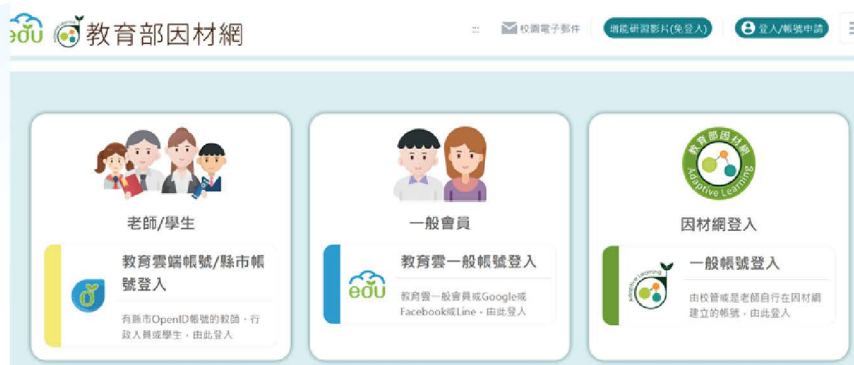 edu 教育部因材網
校園電子郵件
增能研習影片(免登入)
登入/帳號申請
老師/學生
教育雲端帳號/縣市帳
號登入
有縣市OpenID帳號的教師、行
政人員或學生,由此登入
一般會員
edu
教育雲一般帳號登入
教育雲一般會員或Google或
Facebook或Line,由此登入
教育部因材網
Adaptive Learning
因材網登入
Adaptive Learning
一般帳號登入
由校管或是老師自行在因材網
建立的帳號,由此登入